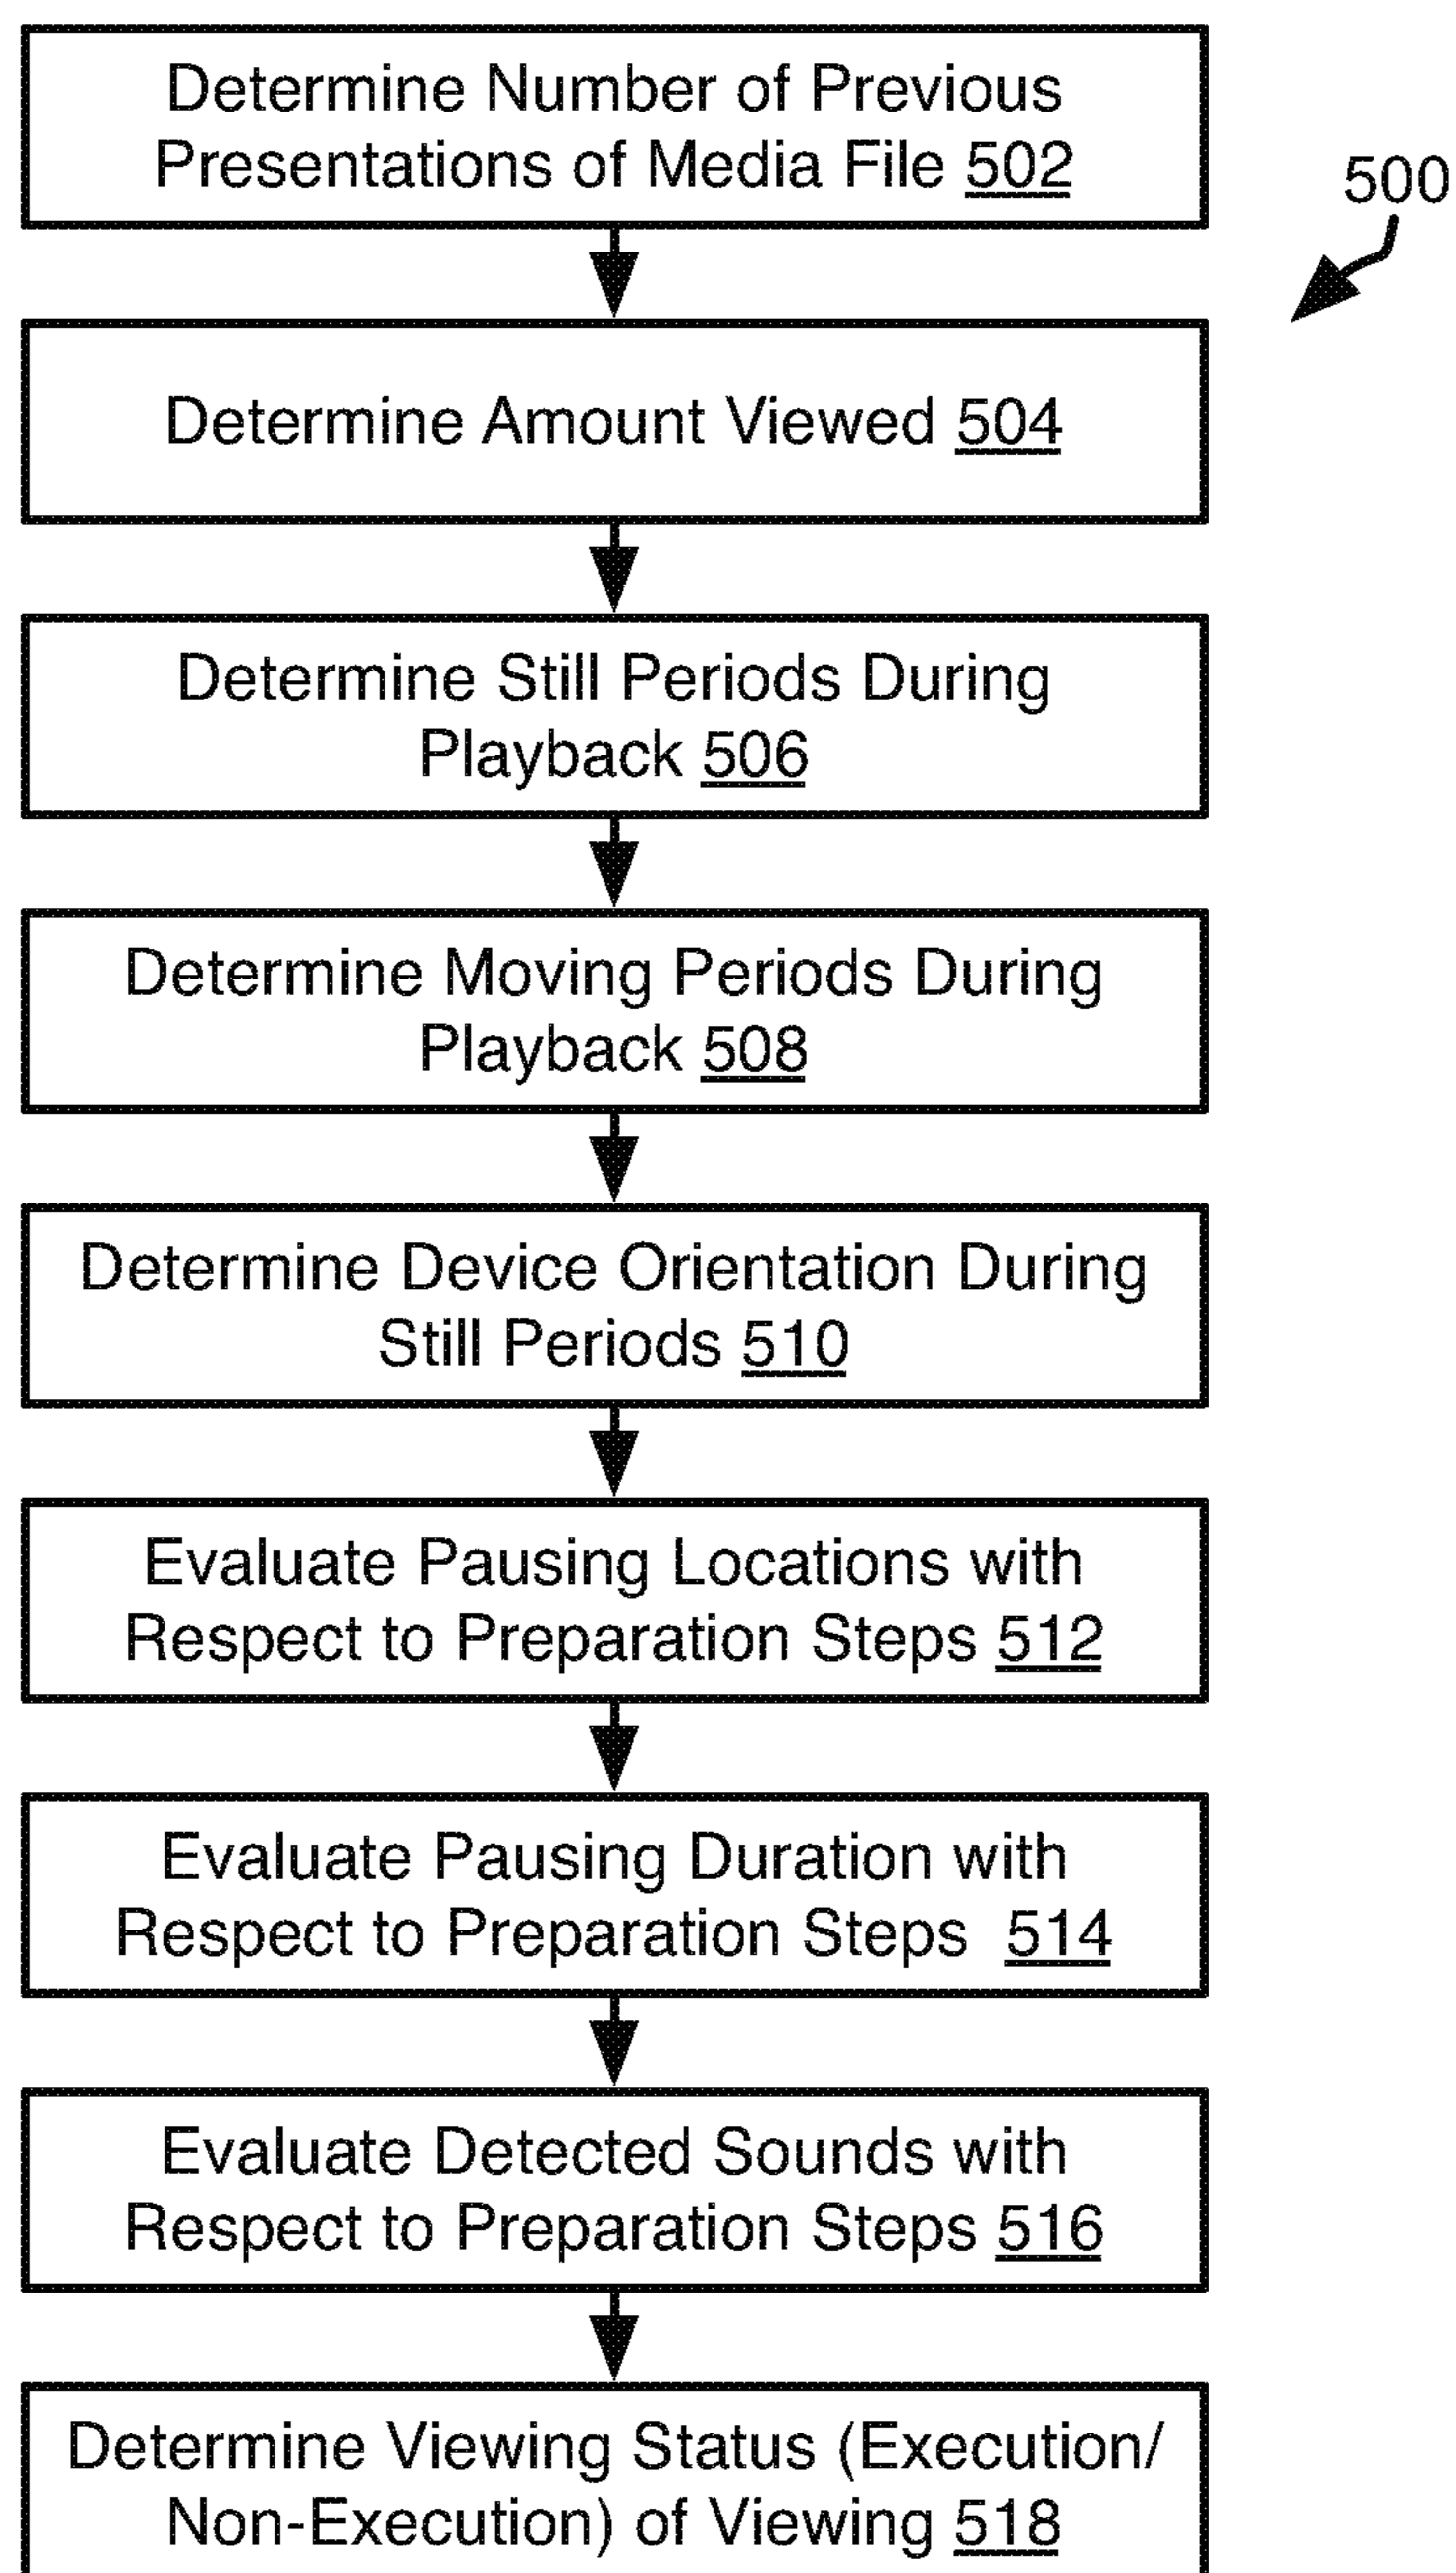 Determine Number of Previous
Presentations of Media File 502
500
Determine Amount Viewed 504
Determine Still Periods During
Playback 506
Determine Moving Periods During
Playback 508
Determine Device Orientation During
Still Periods 510
Evaluate Pausing Locations with
Respect to Preparation Steps 512
Evaluate Pausing Duration with
Respect to Preparation Steps 514
Evaluate Detected Sounds with
Respect to Preparation Steps 516
Determine Viewing Status (Execution/
Non-Execution) of Viewing 518